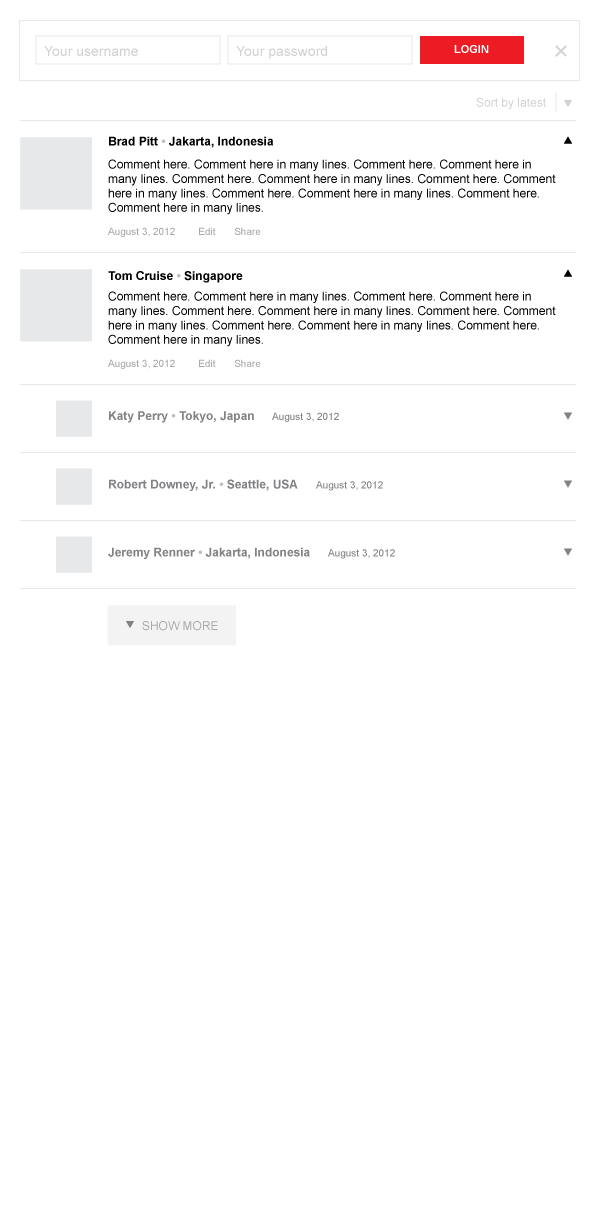 Your username Your password LOGIN
Sort by latest
Brad Pitt • Jakarta, Indonesia
Comment here. Comment here in many lines. Comment here. Comment here in
many lines. Comment here. Comment here in many lines. Comment here. Comment
here in many lines. Comment here. Comment here in many lines. Comment here.
Comment here in many lines.
August 3, 2012 Edit Share
Tom Cruise • Singapore
Comment here. Comment here in many lines. Comment here. Comment here in
many lines. Comment here. Comment here in many lines. Comment here. Comment
here in many lines. Comment here. Comment here in many lines. Comment here.
Comment here in many lines.
August 3, 2012 Edit Share
Katy Perry • Tokyo, Japan August 3, 2012
Robert Downey, Jr. • Seattle, USA August 3, 2012
Jeremy Renner • Jakarta, Indonesia August 3, 2012
SHOW MORE